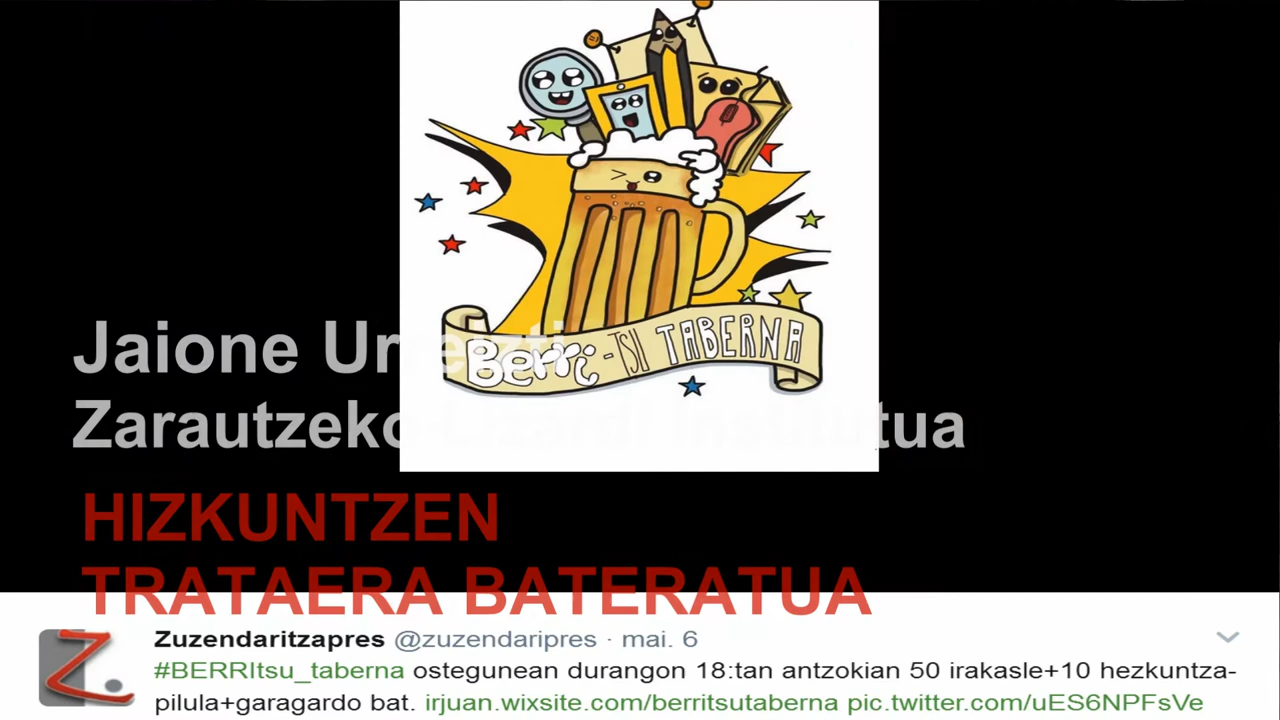 Berri-TSU TABERNA
Jaione
Zarautzeko
HIZKUNTZEN
TRATAERA BATERATUA
Zuzendaritzapres @zuzendaripres · mai. 6
#BERRItsu_taberna ostegunean durangon 18:tan antzokian 50 irakasle+10 hezkuntza-
pilula+garagardo bat. irjuan.wixsite.com/berritsutaberna pic.twitter.com/uES6NPFsVe